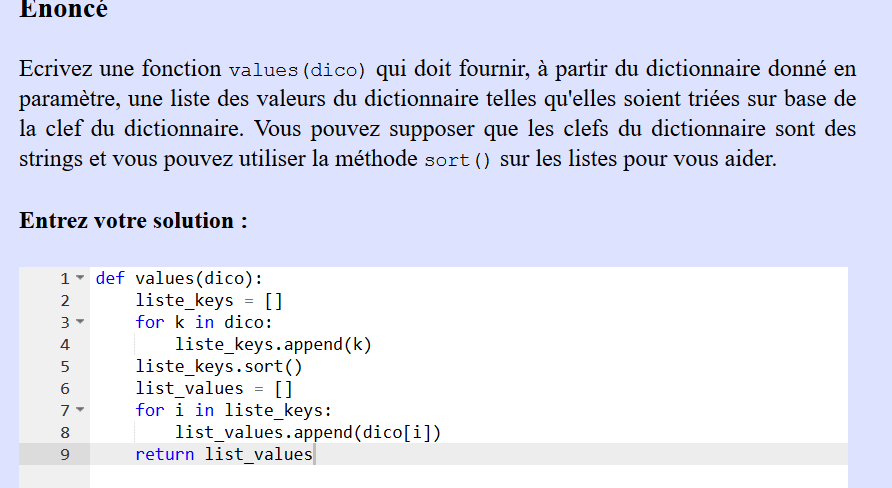 Enoncé
Ecrivez une fonction values(dico) qui doit fournir, à partir du dictionnaire donné en
paramètre, une liste des valeurs du dictionnaire telles qu'elles soient triées sur base de
la clef du dictionnaire. Vous pouvez supposer que les clefs du dictionnaire sont des
strings et vous pouvez utiliser la méthode sort() sur les listes pour vous aider.
Entrez votre solution :
1 def values(dico):
2     liste_keys = []
3     for k in dico:
4         liste_keys.append(k)
5     liste_keys.sort()
6     list_values = []
7     for i in liste_keys:
8         list_values.append(dico[i])
9     return list_values